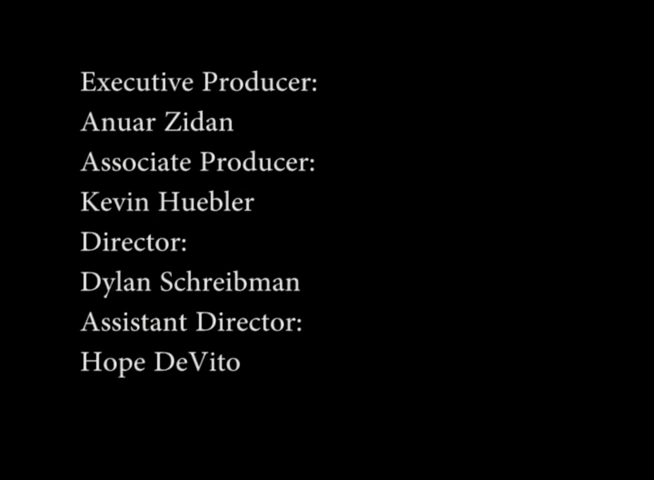 Executive Producer:
Anuar Zidan
Associate Producer:
Kevin Huebler
Director:
Dylan Schreibman
Assistant Director:
Hope DeVito